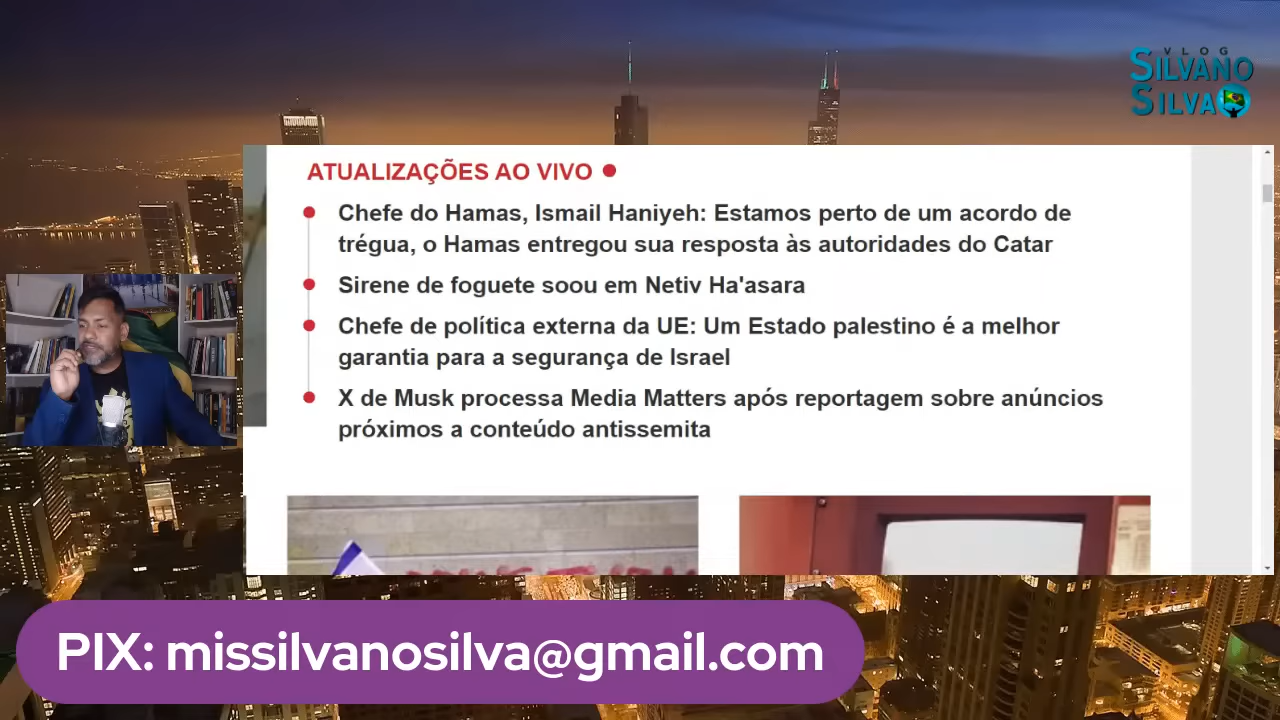 VLOG
SILVANO
SILVA
ATUALIZAÇÕES AO VIVO
Chefe do Hamas, Ismail Haniyeh: Estamos perto de um acordo de
trégua, o Hamas entregou sua resposta às autoridades do Catar
Sirene de foguete soou em Netiv Ha'asara
Chefe de política externa da UE: Um Estado palestino é a melhor
garantia para a segurança de Israel
X de Musk processa Media Matters após reportagem sobre anúncios
próximos a conteúdo antissemita
PIX: missilvanosilva@gmail.com